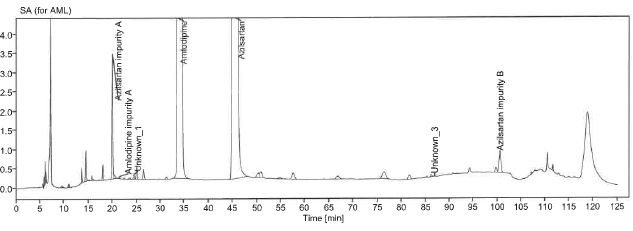 SA (for AML)
4.0
3.5
3.0
2.5
2.0
1.5
1.0
0.5
0.0
Azilsartan impurity A
Amlodipine impurity A
Unknown_1
Amlodipine
Azilsartan
Unknown_3
Azilsartan impurity B
0 5 10 15 20 25 30 35 40 45 50 55 60 65 70 75 80 85 90 95 100 105 110 115 120 125
Time [min]